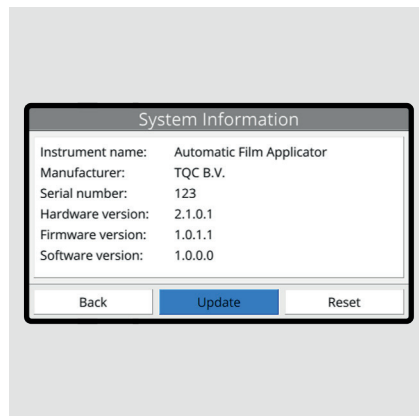 System Information
Instrument name: Automatic Film Applicator
Manufacturer: TQC B.V.
Serial number: 123
Hardware version: 2.1.0.1
Firmware version: 1.0.1.1
Software version: 1.0.0.0
Back Update Reset